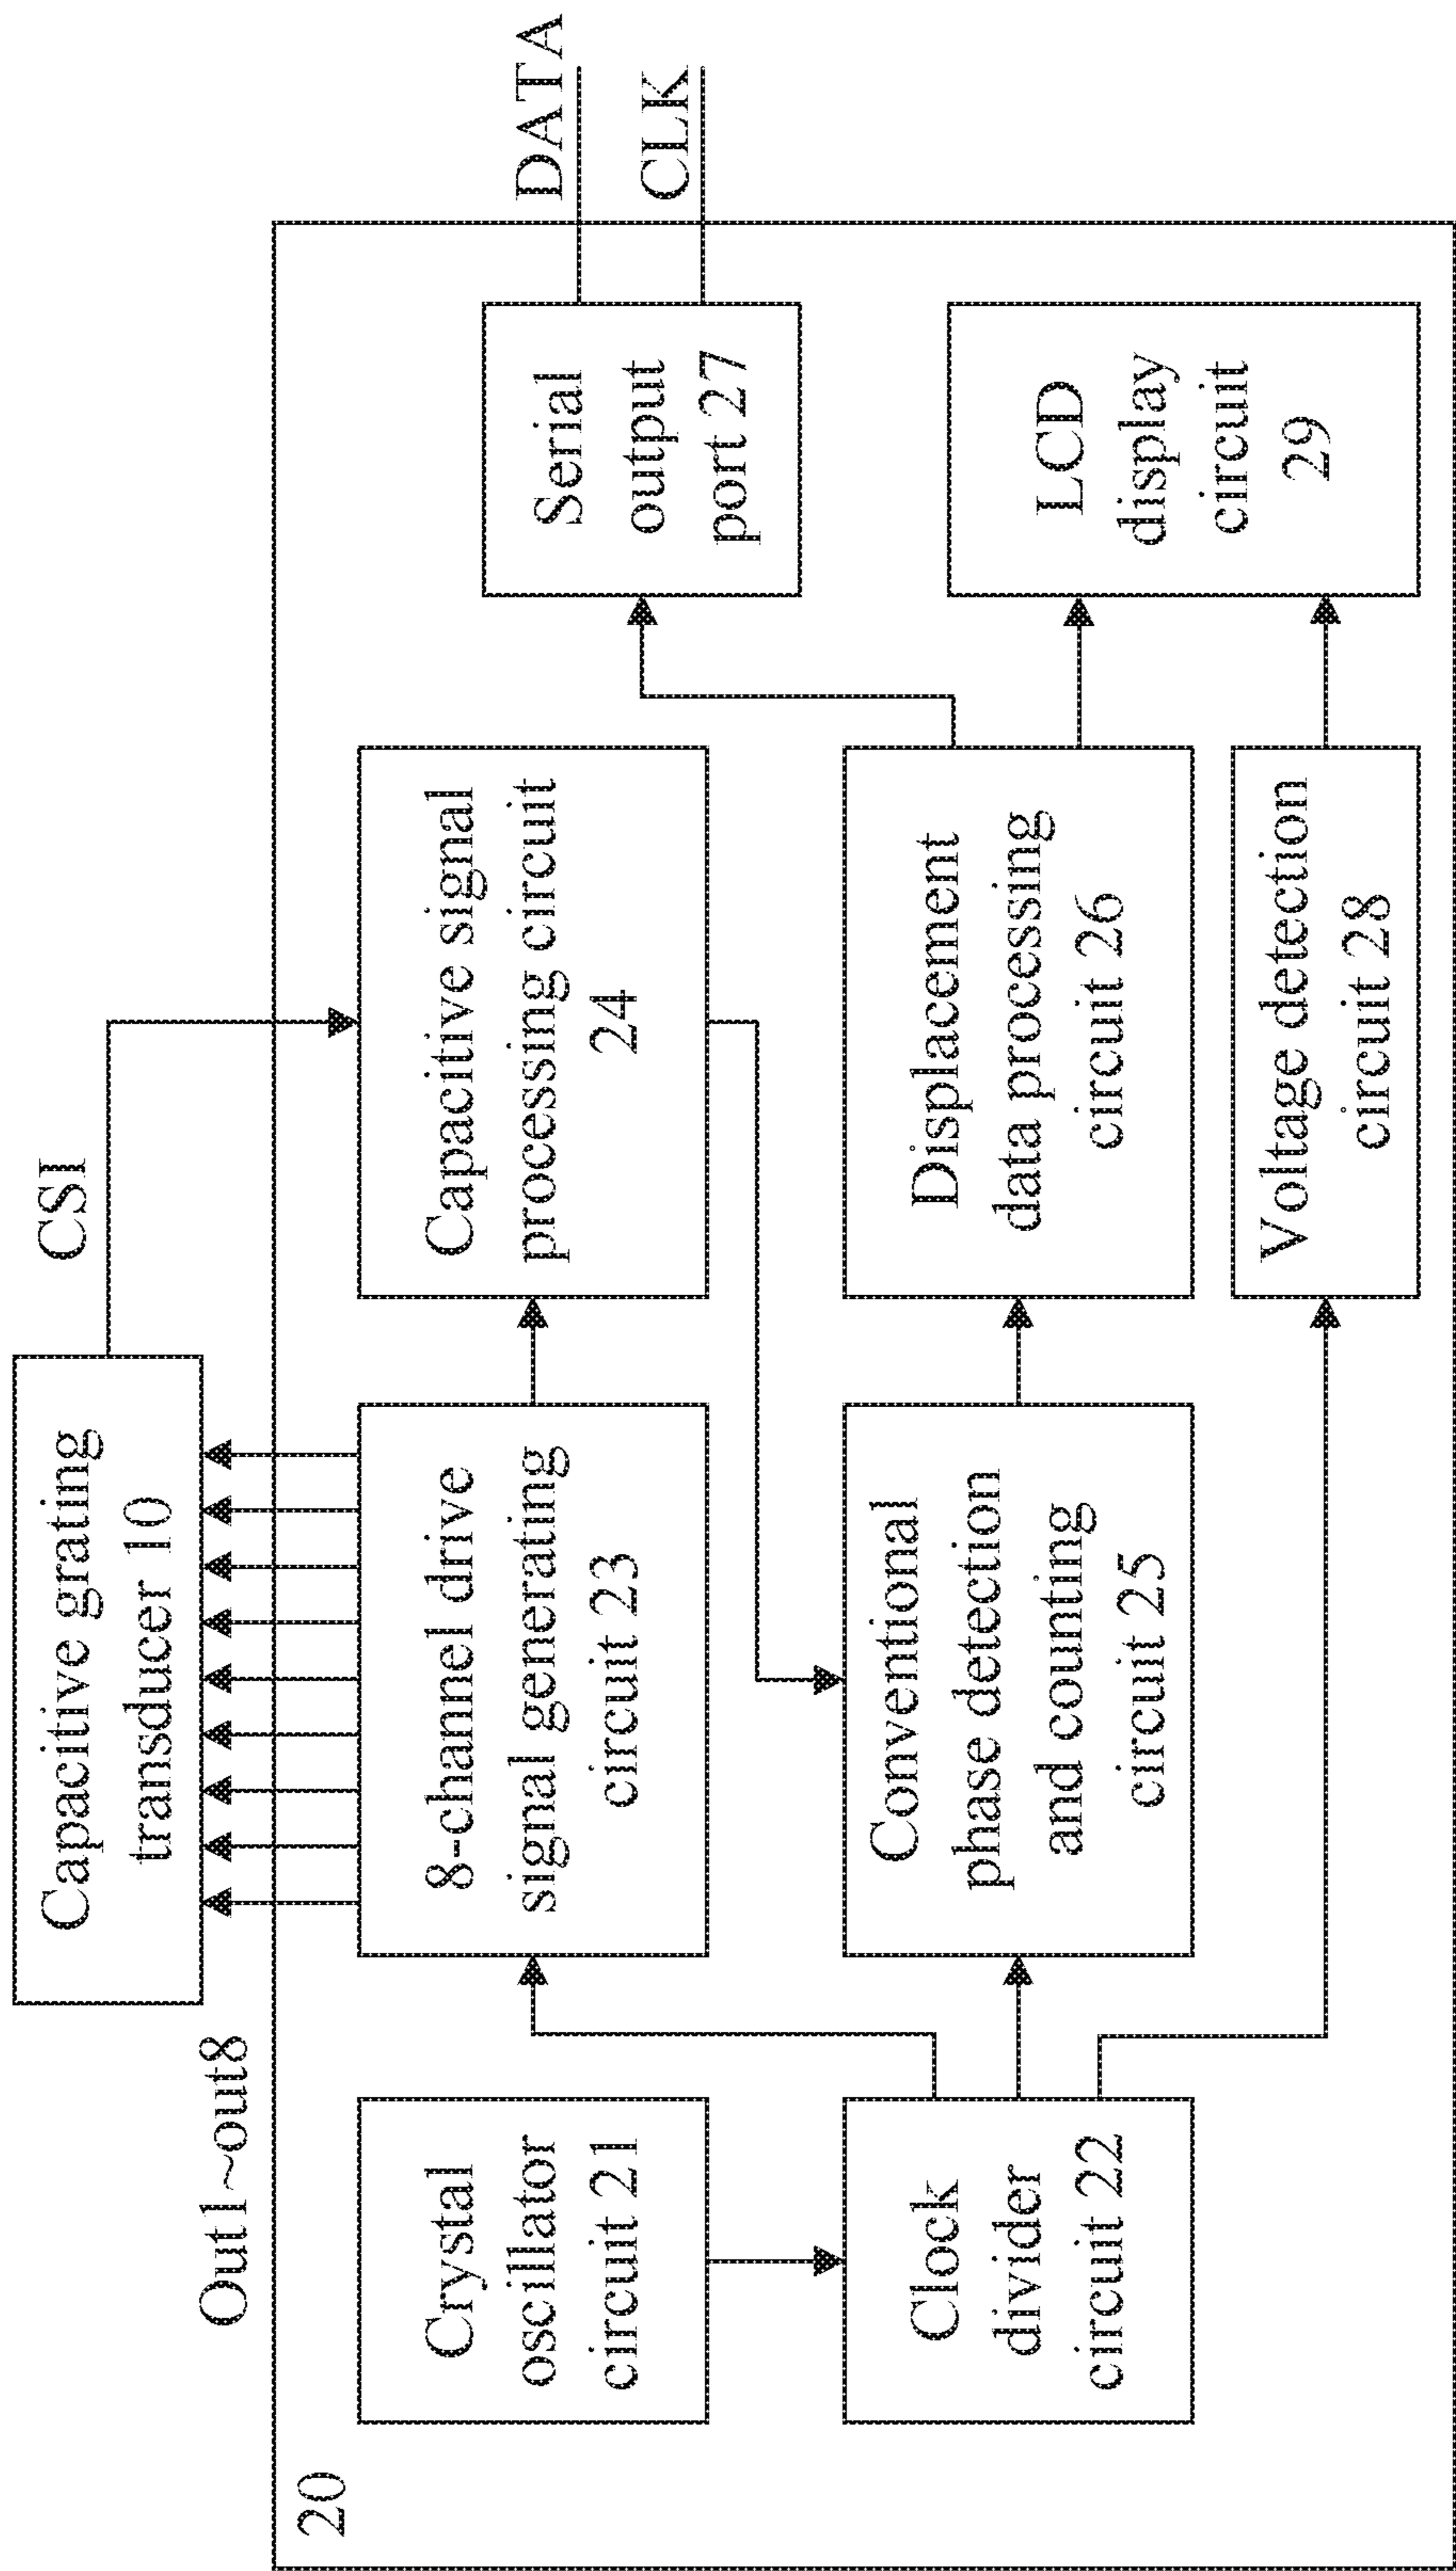 Capacitive grating
transducer 10
CSI
Out1~out8
20
Crystal
oscillator
circuit 21
8-channel drive
signal generating
circuit 23
Capacitive signal
processing circuit
24
Serial
output
port 27
DATA
CLK
Clock
divider
circuit 22
Conventional
phase detection
and counting
circuit 25
Displacement
data processing
circuit 26
LCD
display
circuit
29
Voltage detection
circuit 28